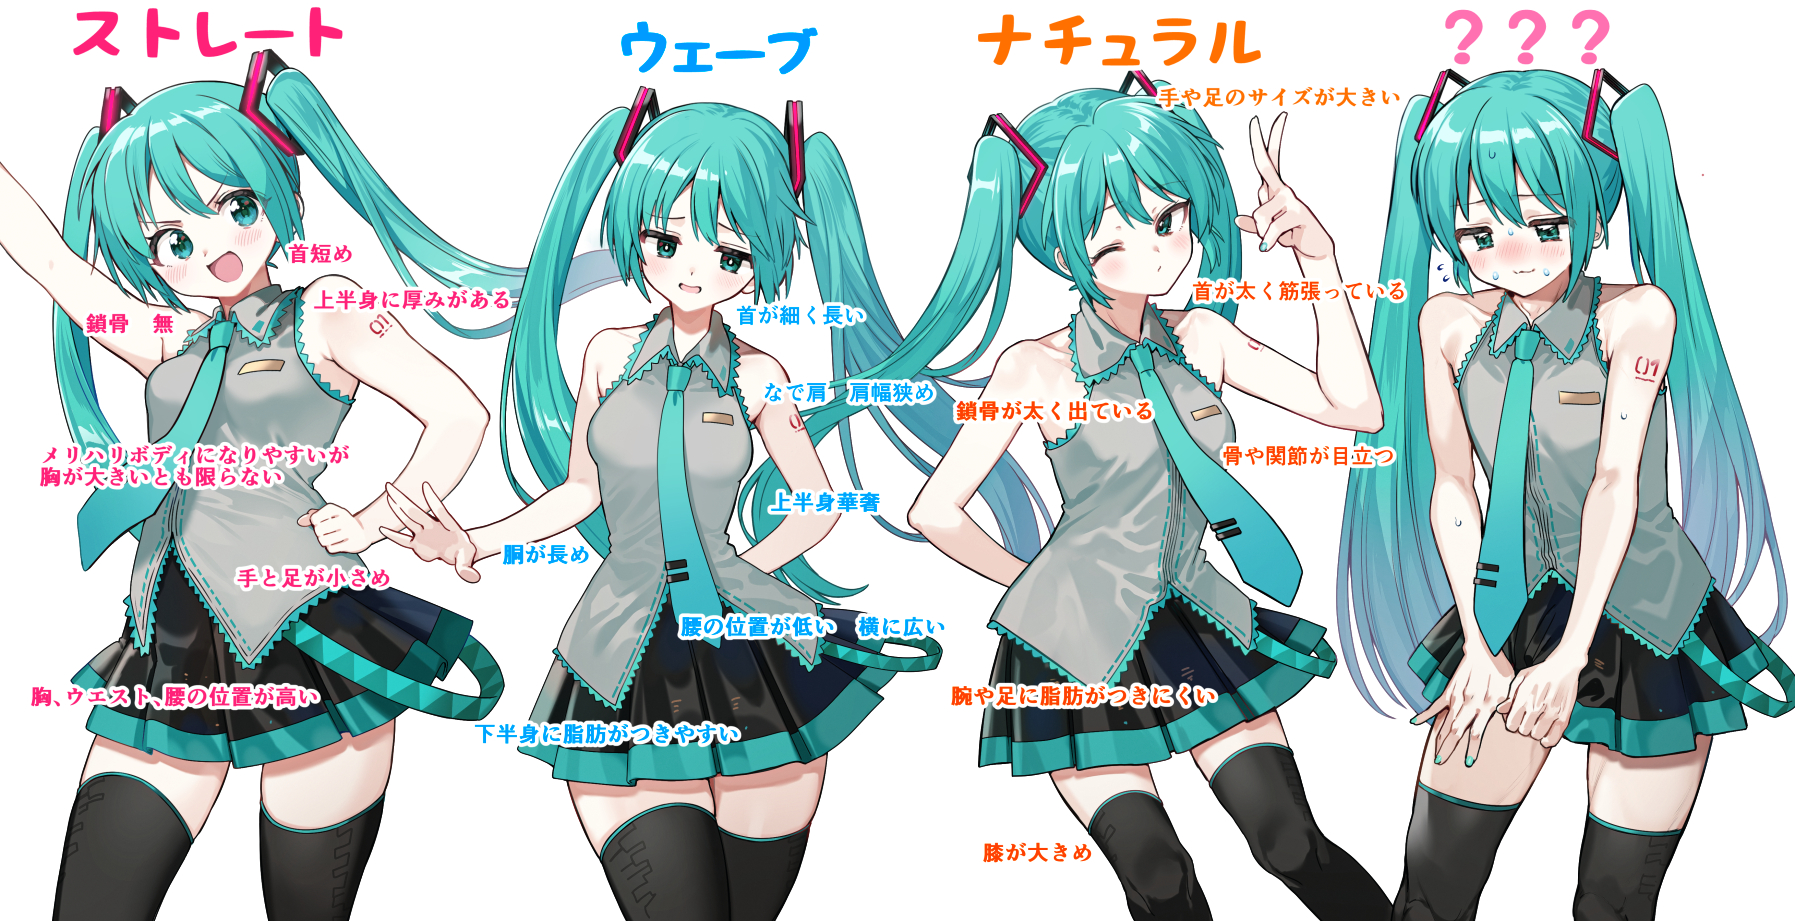 ストレート
首短め
上半身に厚みがある
鎖骨　無
01
メリハリボディになりやすいが
胸が大きいとも限らない
手と足が小さめ
胸、ウエスト、腰の位置が高い
ウェーブ
首が細く長い
なで肩　肩幅狭め
上半身華奢
胴が長め
腰の位置が低い　横に広い
下半身に脂肪がつきやすい
ナチュラル
手や足のサイズが大きい
首が太く筋張っている
鎖骨が太く出ている
骨や関節が目立つ
腕や足に脂肪がつきにくい
膝が大きめ
？？？
01